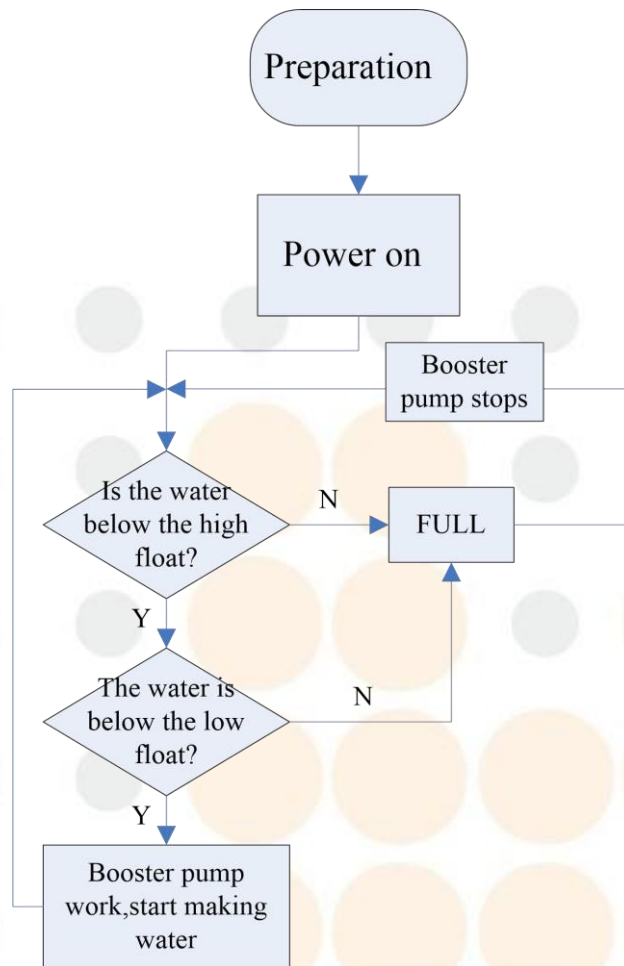 Preparation
Power on
Booster
pump stops
Is the water
below the high
float?
N
FULL
Y
The water is
below the low
float?
N
Y
Booster pump
work,start making
water